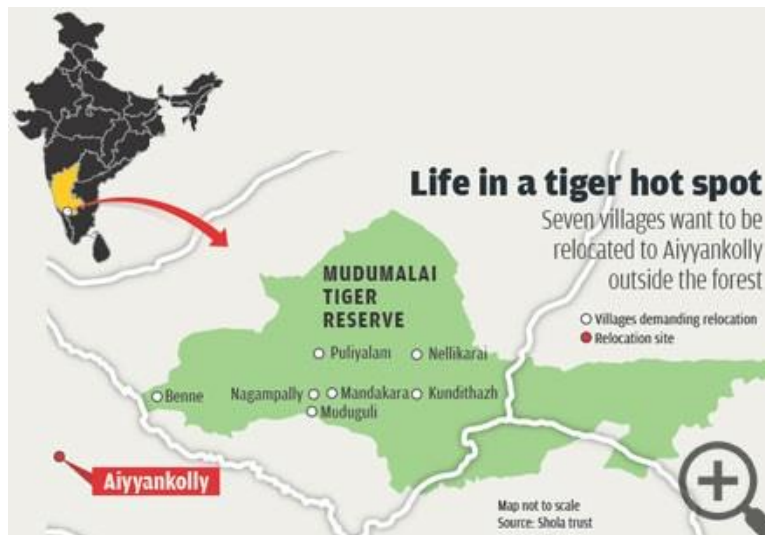 Life in a tiger hot spot
Seven villages want to be
relocated to Aiyyankolly
outside the forest
Villages demanding relocation
Relocation site
MUDUMALAI
TIGER
RESERVE
Puliyalam
Nellikarai
Benne
Nagampally
Mandakara
Kundithazh
Muduguli
Aiyyankolly
Map not to scale
Source: Shola trust